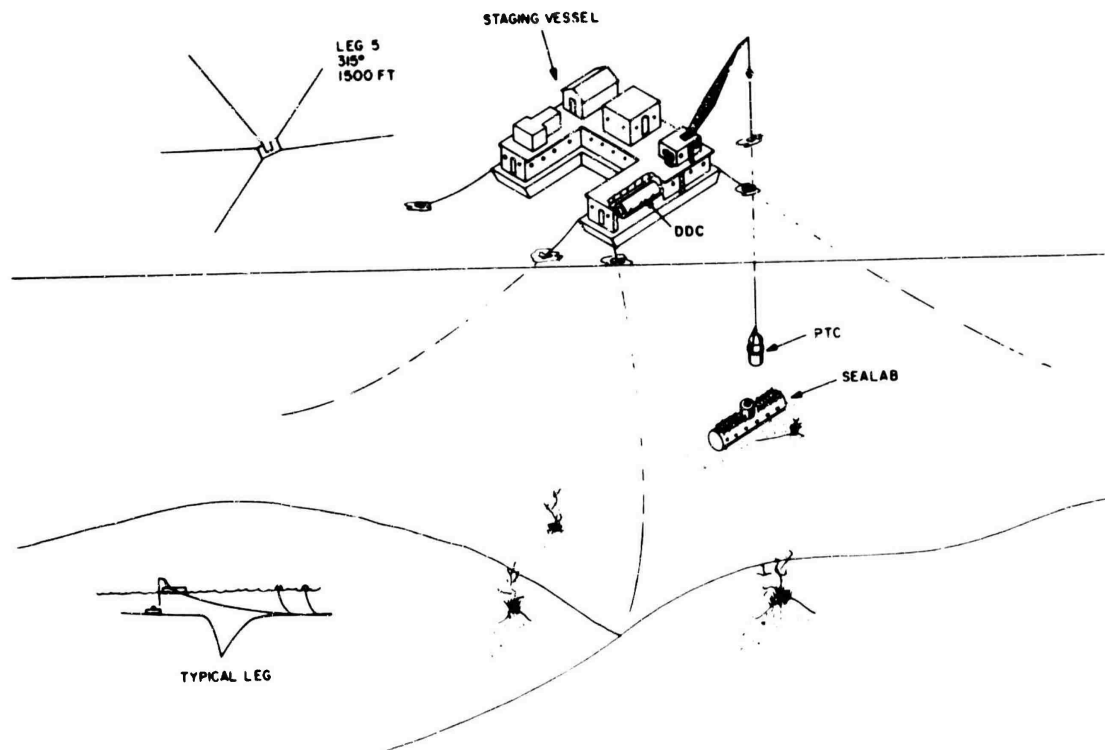 STAGING VESSEL
LEG 5
315°
1500 FT
DDC
PTC
SEALAB
TYPICAL LEG